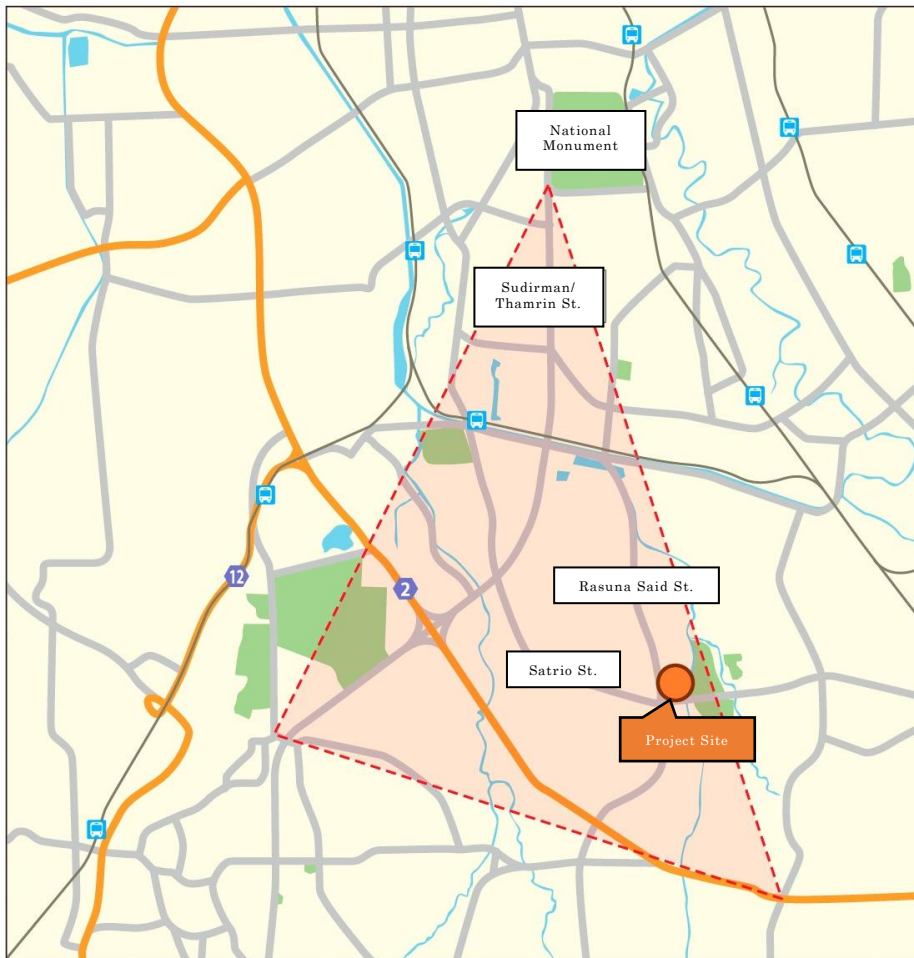 National
Monument
Sudirman/
Thamrin St.
Rasuna Said St.
12
2
Satrio St.
Project Site